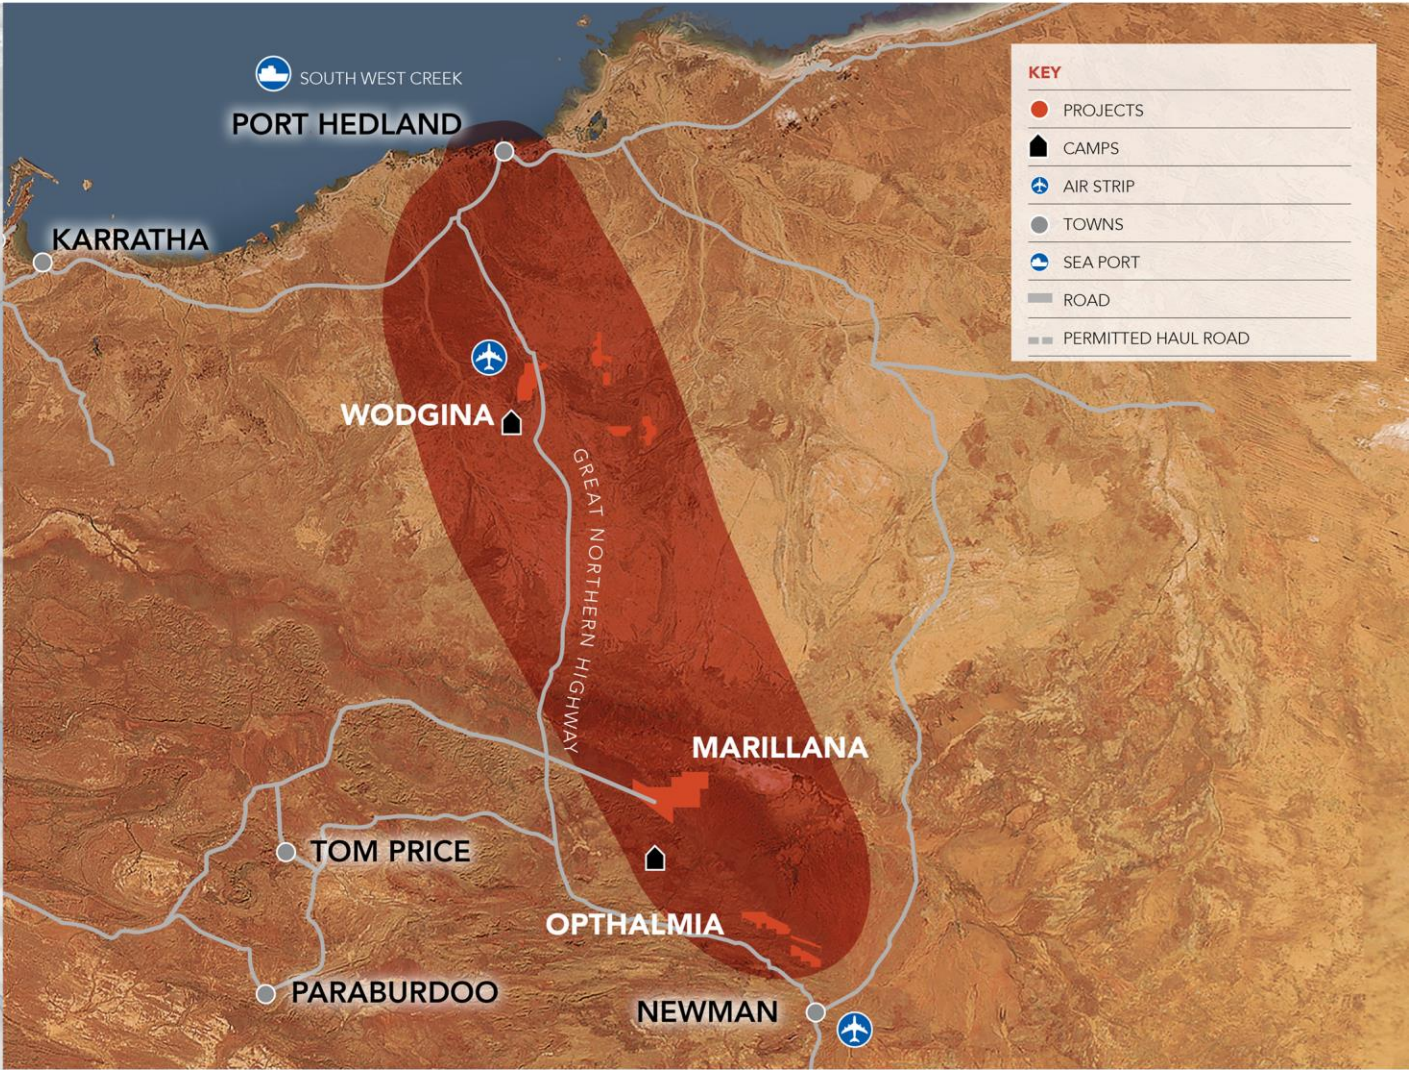 SOUTH WEST CREEK
PORT HEDLAND
KARRATHA
KEY
PROJECTS
CAMPS
AIR STRIP
TOWNS
SEA PORT
ROAD
PERMITTED HAUL ROAD
WODGINA
GREAT NORTHERN HIGHWAY
MARILLANA
TOM PRICE
OPTHALMIA
PARABURDOO
NEWMAN